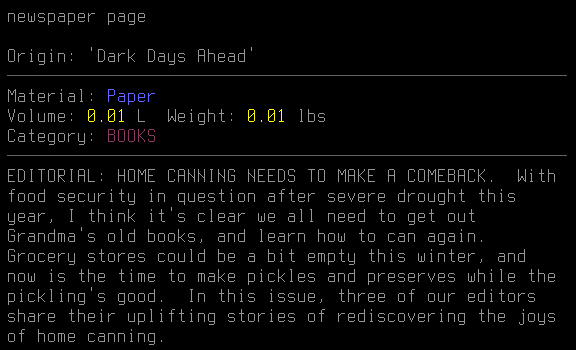 newspaper page
Origin: 'Dark Days Ahead'
Material: Paper
Volume: 0.01 L  Weight: 0.01 lbs
Category: BOOKS
EDITORIAL: HOME CANNING NEEDS TO MAKE A COMEBACK.  With
food security in question after severe drought this
year, I think it's clear we all need to get out
Grandma's old books, and learn how to can again.
Grocery stores could be a bit empty this winter, and
now is the time to make pickles and preserves while the
pickling's good.  In this issue, three of our editors
share their uplifting stories of rediscovering the joys
of home canning.